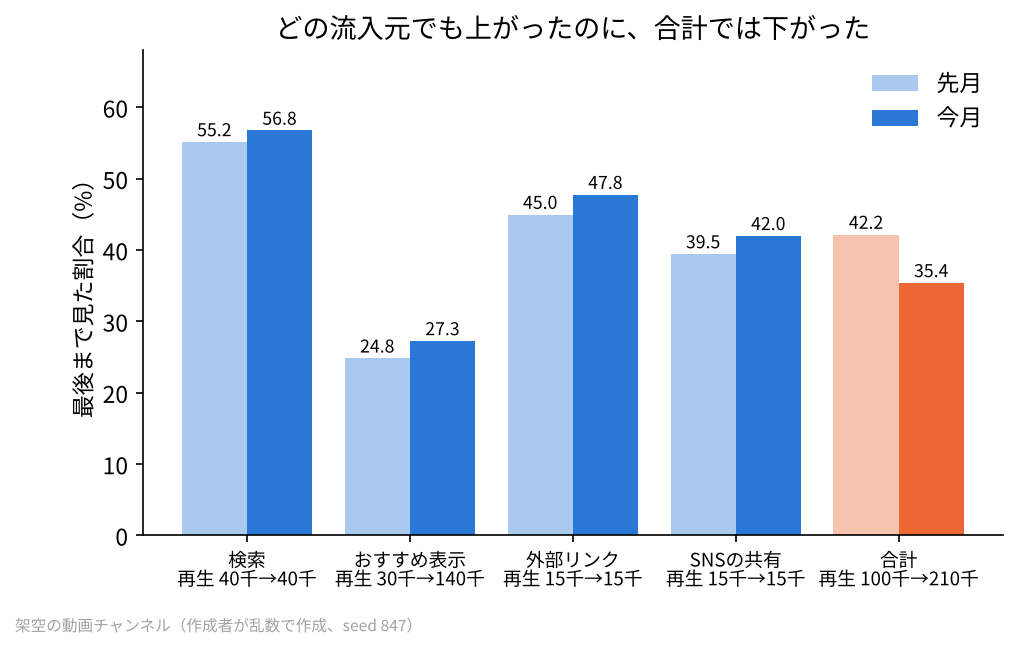 どの流入元でも上がったのに、合計では下がった
先月
今月
最後まで見た割合（%）
60
50
40
30
20
10
0
55.2
56.8
24.8
27.3
45.0
47.8
39.5
42.0
42.2
35.4
検索
再生 40千→40千
おすすめ表示
再生 30千→140千
外部リンク
再生 15千→15千
SNSの共有
再生 15千→15千
合計
再生 100千→210千
架空の動画チャンネル（作成者が乱数で作成、seed 847）